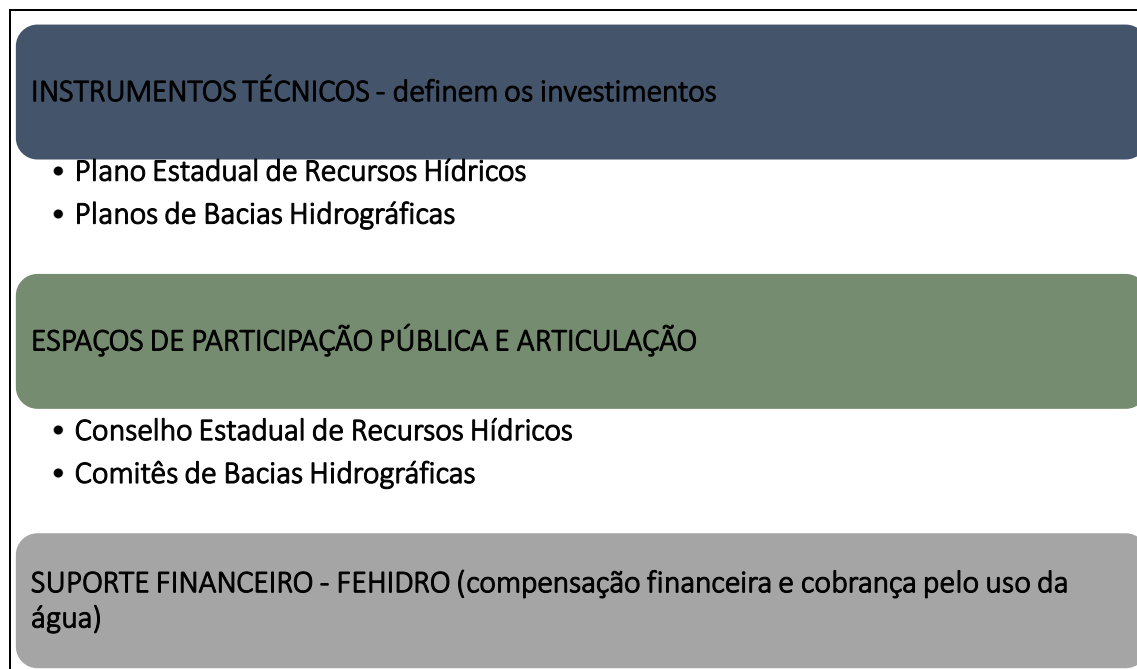 INSTRUMENTOS TÉCNICOS - definem os investimentos
• Plano Estadual de Recursos Hídricos
• Planos de Bacias Hidrográficas
ESPAÇOS DE PARTICIPAÇÃO PÚBLICA E ARTICULAÇÃO
• Conselho Estadual de Recursos Hídricos
• Comitês de Bacias Hidrográficas
SUPORTE FINANCEIRO - FEHIDRO (compensação financeira e cobrança pelo uso da
água)